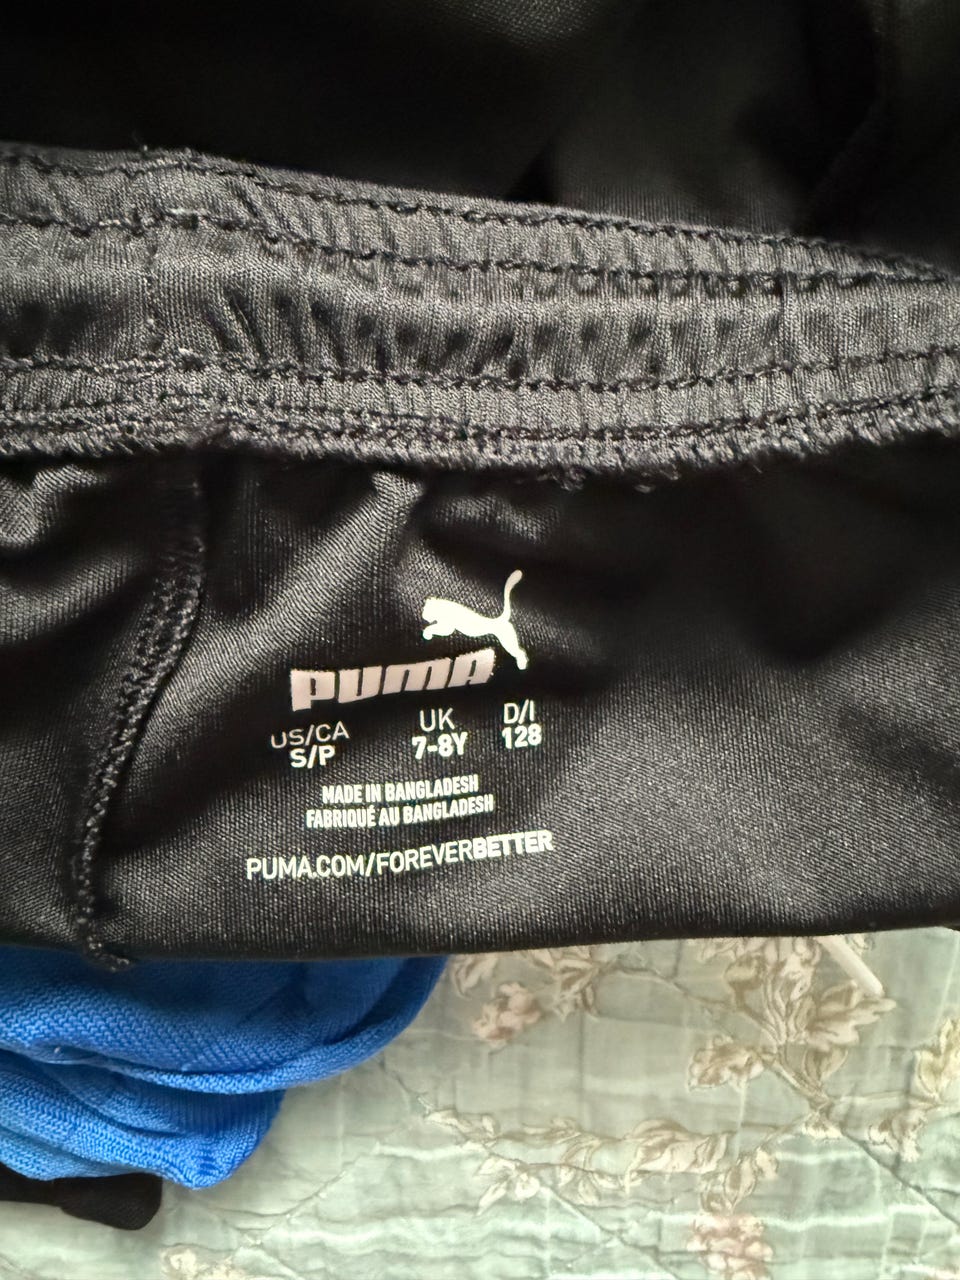 PUMA
US/CA UK D/I
S/P 7-8Y 128
MADE IN BANGLADESH
FABRIQUÉ AU BANGLADESH
PUMA.COM/FOREVERBETTER